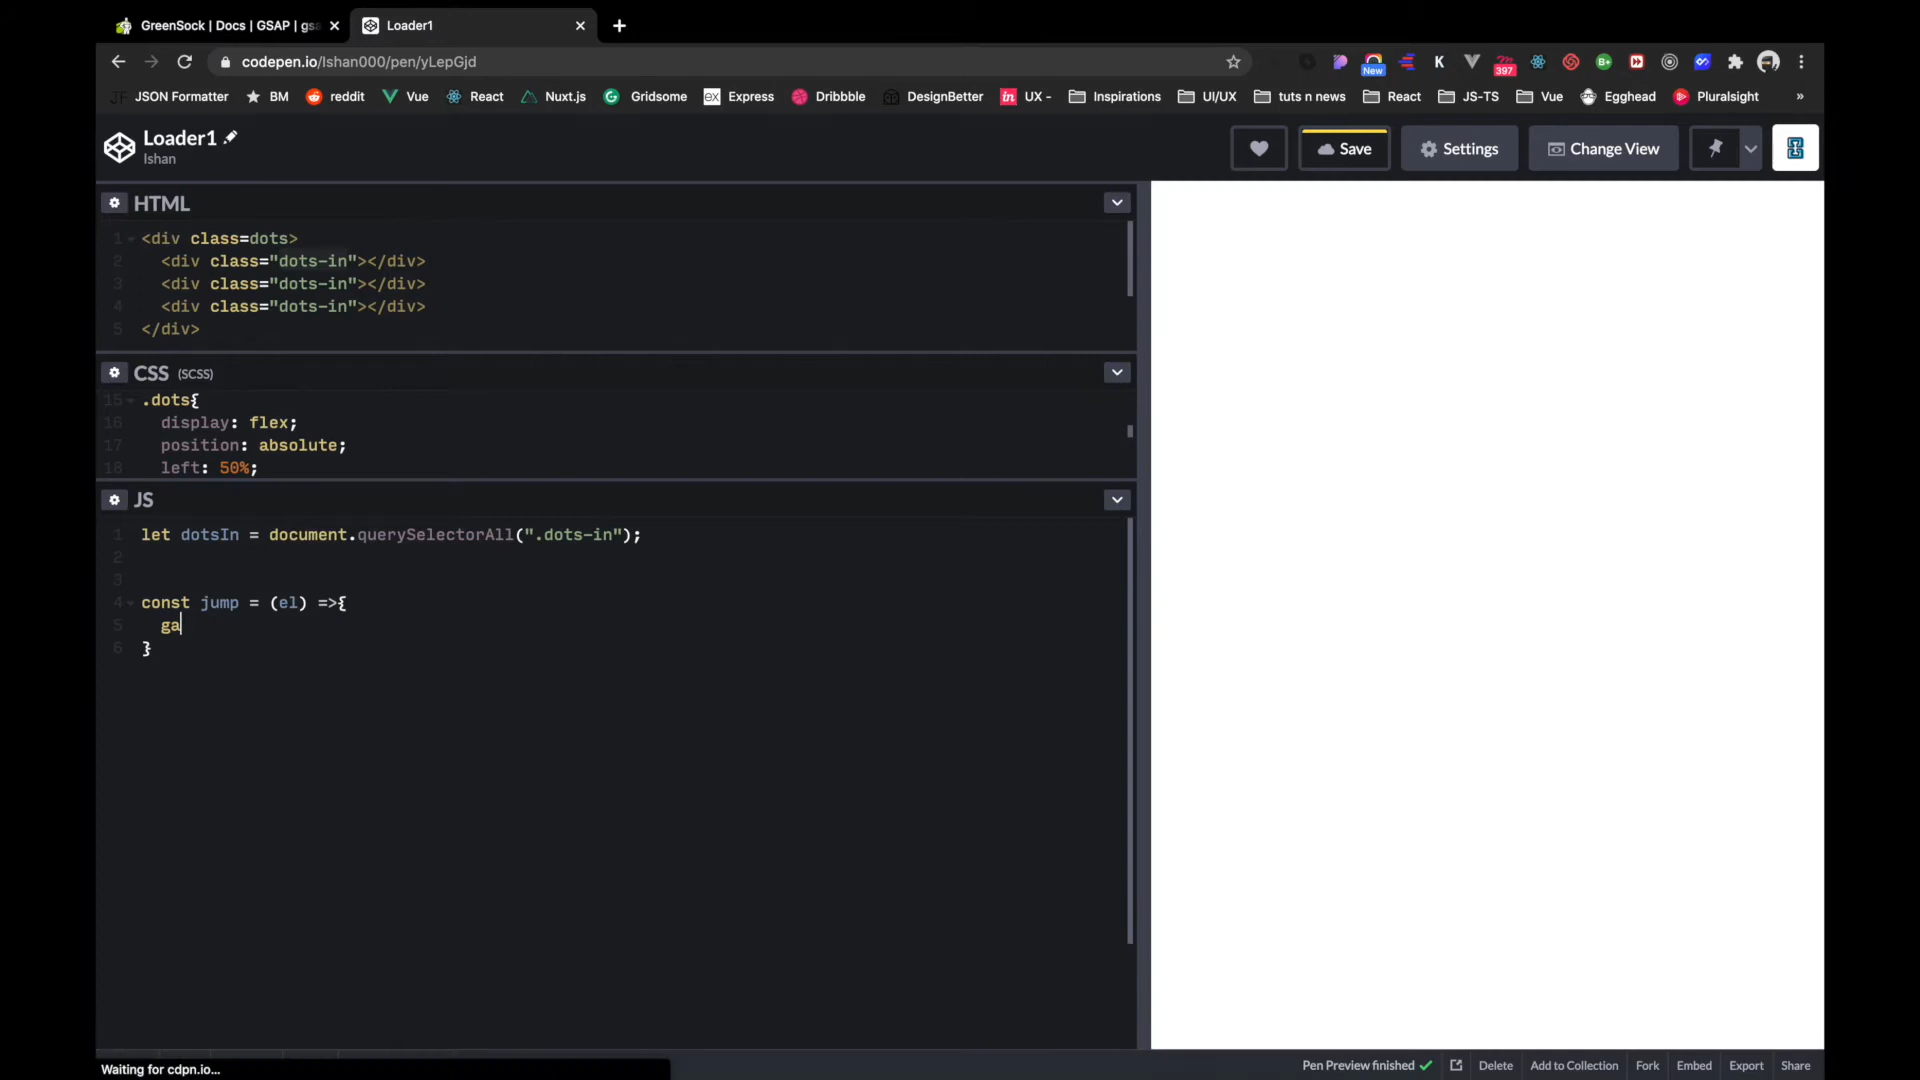 GreenSock | Docs | GSAP | gs
Loader1
codepen.io/Ishan000/pen/yLepGjd
New
K
397
B+
JF JSON Formatter
BM
reddit
Vue
React
Nuxt.js
Gridsome
ex Express
Dribbble
DesignBetter
in UX -
Inspirations
UI/UX
tuts n news
React
JS-TS
Vue
Egghead
Pluralsight
»
Loader1
Ishan
Save
Settings
Change View
HTML
1 <div class=dots>
2 <div class="dots-in"></div>
3 <div class="dots-in"></div>
4 <div class="dots-in"></div>
5 </div>
CSS (SCSS)
15 .dots{
16 display: flex;
17 position: absolute;
18 left: 50%;
JS
1 let dotsIn = document.querySelectorAll(".dots-in");
2
3
4 const jump = (el) =>{
5 ga
6 }
Waiting for cdpn.io...
Pen Preview finished
Delete
Add to Collection
Fork
Embed
Export
Share